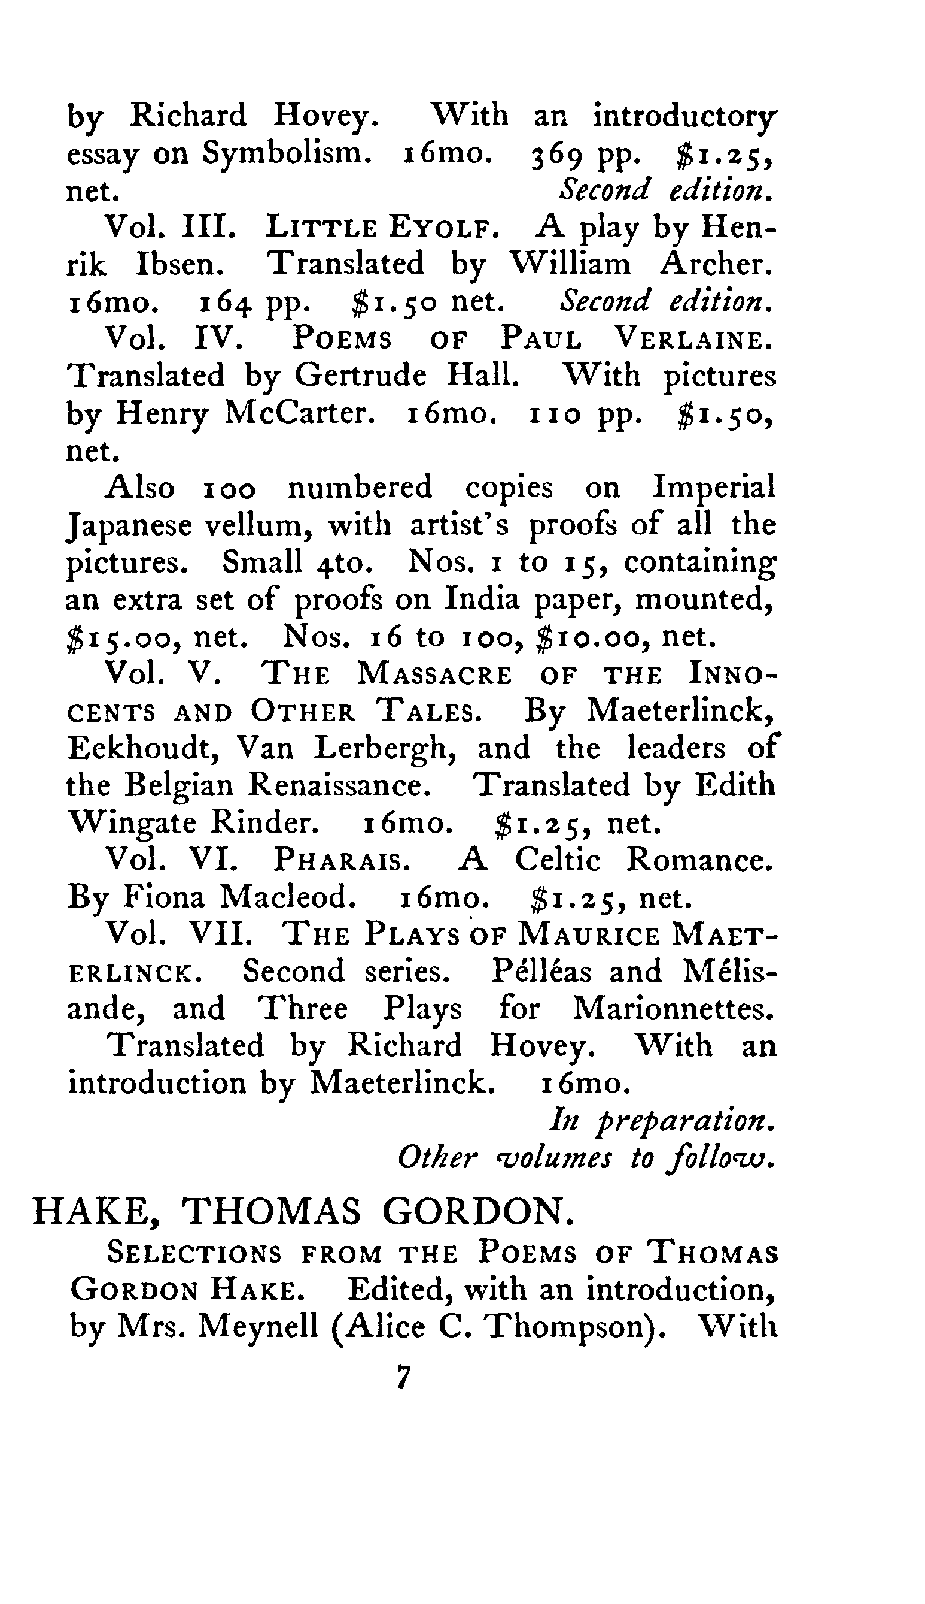 by Richard Hovey. With an introductory
essay on Symbolism. 16mo. 369 pp. $1.25,
net. Second edition.
Vol. III. LITTLE EYOLF. A play by Hen-
rik Ibsen. Translated by William Archer.
16mo. 164 pp. $1.50 net. Second edition.
Vol. IV. POEMS OF PAUL VERLAINE.
Translated by Gertrude Hall. With pictures
by Henry McCarter. 16mo. 110 pp. $1.50,
net.
Also 100 numbered copies on Imperial
Japanese vellum, with artist's proofs of all the
pictures. Small 4to. Nos. 1 to 15, containing
an extra set of proofs on India paper, mounted,
$15.00, net. Nos. 16 to 100, $10.00, net.
Vol. V. THE MASSACRE OF THE INNO-
CENTS AND OTHER TALES. By Maeterlinck,
Eekhoudt, Van Lerbergh, and the leaders of
the Belgian Renaissance. Translated by Edith
Wingate Rinder. 16mo. $1.25, net.
Vol. VI. PHARAIS. A Celtic Romance.
By Fiona Macleod. 16mo. $1.25, net.
Vol. VII. THE PLAYS OF MAURICE MAET-
ERLINCK. Second series. Pélléas and Mélis-
ande, and Three Plays for Marionnettes.
Translated by Richard Hovey. With an
introduction by Maeterlinck. 16mo.
In preparation.
Other volumes to follow.
HAKE, THOMAS GORDON.
SELECTIONS FROM THE POEMS OF THOMAS
GORDON HAKE. Edited, with an introduction,
by Mrs. Meynell (Alice C. Thompson). With
7